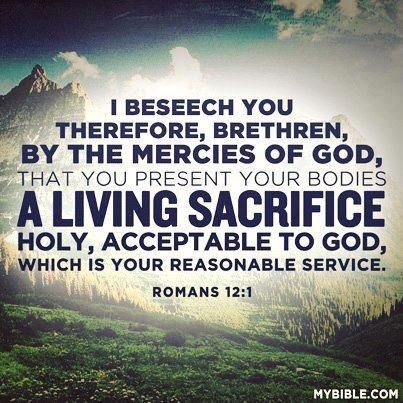 I BESEECH YOU
THEREFORE, BRETHREN,
BY THE MERCIES OF GOD,
THAT YOU PRESENT YOUR BODIES
A LIVING SACRIFICE
HOLY, ACCEPTABLE TO GOD,
WHICH IS YOUR REASONABLE SERVICE.
ROMANS 12:1
MYBIBLE.COM